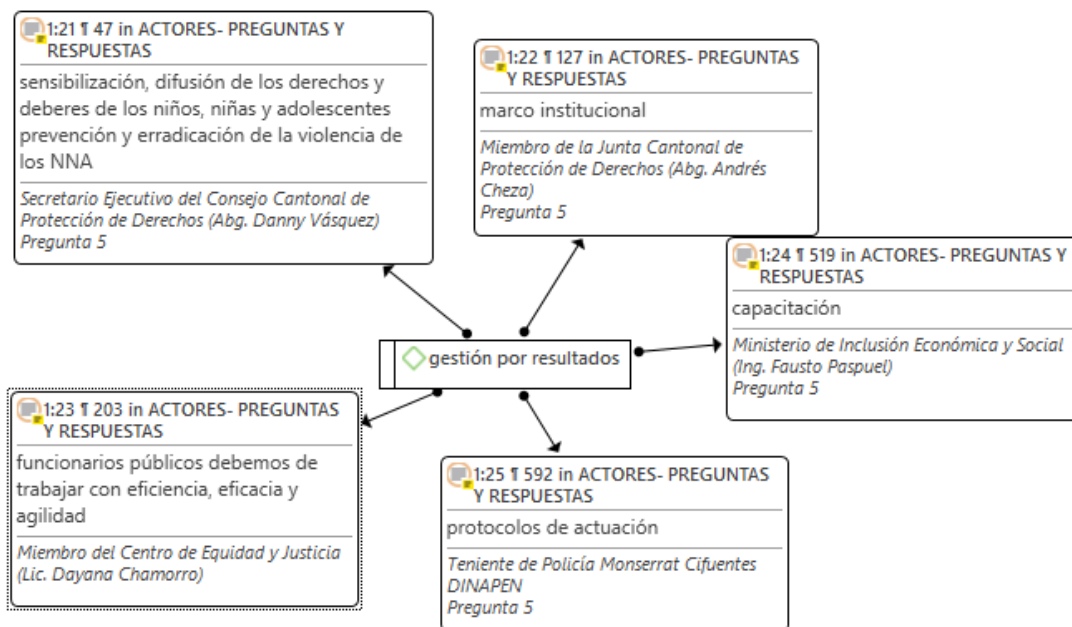 1:21 ¶ 47 in ACTORES- PREGUNTAS Y
RESPUESTAS
sensibilización, difusión de los derechos y
deberes de los niños, niñas y adolescentes
prevención y erradicación de la violencia de
los NNA
Secretario Ejecutivo del Consejo Cantonal de
Protección de Derechos (Abg. Danny Vásquez)
Pregunta 5
1:22 ¶ 127 in ACTORES- PREGUNTAS
Y RESPUESTAS
marco institucional
Miembro de la Junta Cantonal de
Protección de Derechos (Abg. Andrés
Cheza)
Pregunta 5
1:24 ¶ 519 in ACTORES- PREGUNTAS Y
RESPUESTAS
capacitación
Ministerio de Inclusión Económica y Social
(Ing. Fausto Paspuel)
Pregunta 5
gestión por resultados
1:23 ¶ 203 in ACTORES- PREGUNTAS
Y RESPUESTAS
funcionarios públicos debemos de
trabajar con eficiencia, eficacia y
agilidad
Miembro del Centro de Equidad y Justicia
(Lic. Dayana Chamorro)
1:25 ¶ 592 in ACTORES- PREGUNTAS
Y RESPUESTAS
protocolos de actuación
Teniente de Policía Monserrat Cifuentes
DINAPEN
Pregunta 5